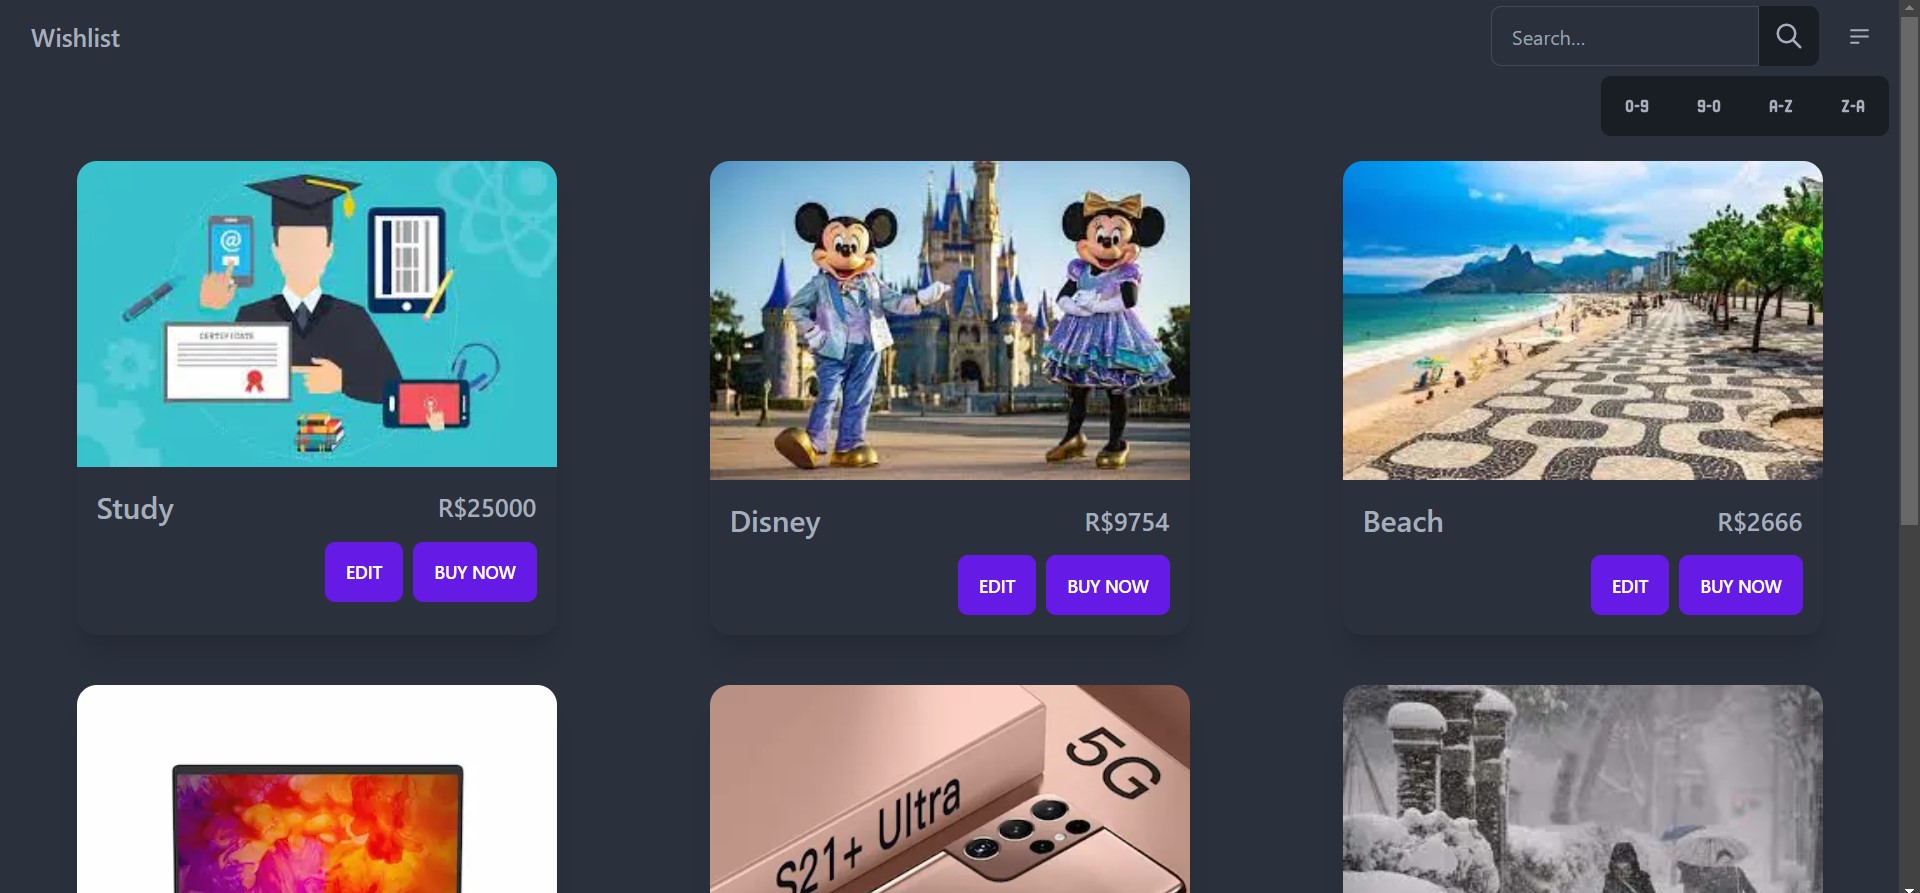 Wishlist
Search...
0-9 9-0 A-Z Z-A
CERTIFICATE
@
Study R$25000
EDIT BUY NOW
Disney R$9754
EDIT BUY NOW
Beach R$2666
EDIT BUY NOW
S21+ Ultra
5G